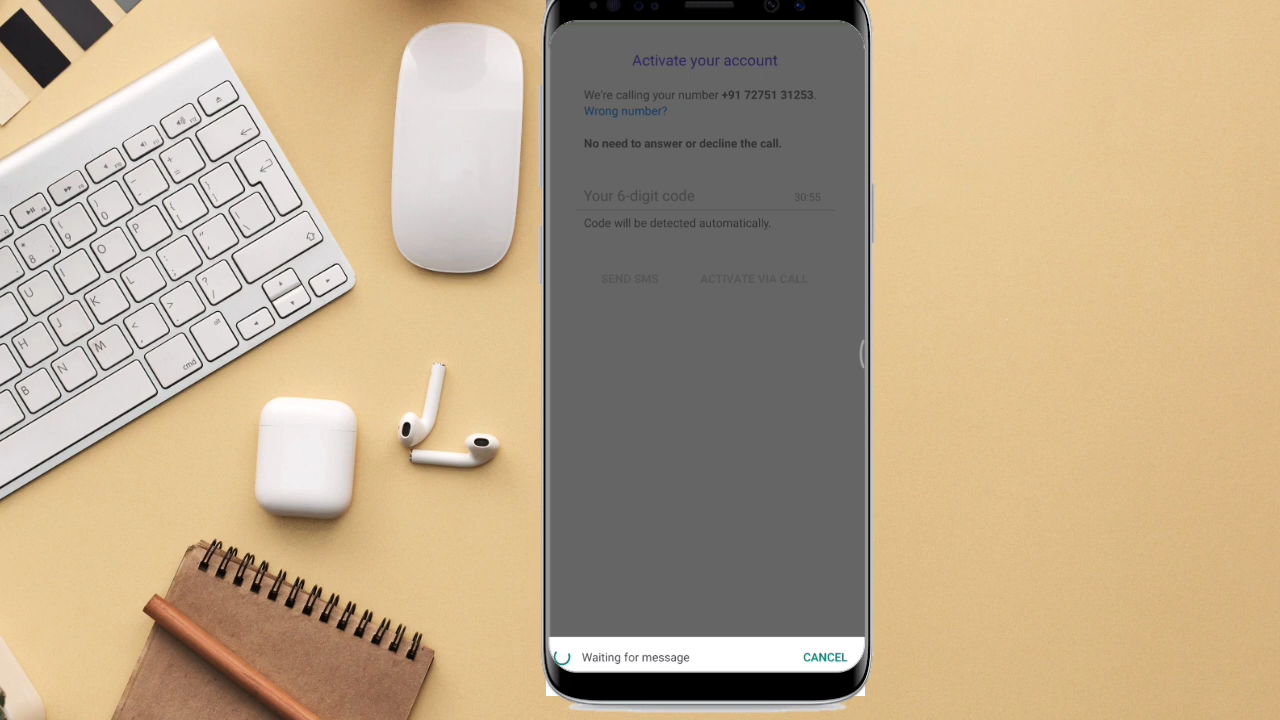 Activate your account
We're calling your number +91 72751 31253.
Wrong number?
No need to answer or decline the call.
Your 6-digit code 30:55
Code will be detected automatically.
SEND SMS ACTIVATE VIA CALL
Waiting for message CANCEL
cmd
U I O P
H J K L
B N M